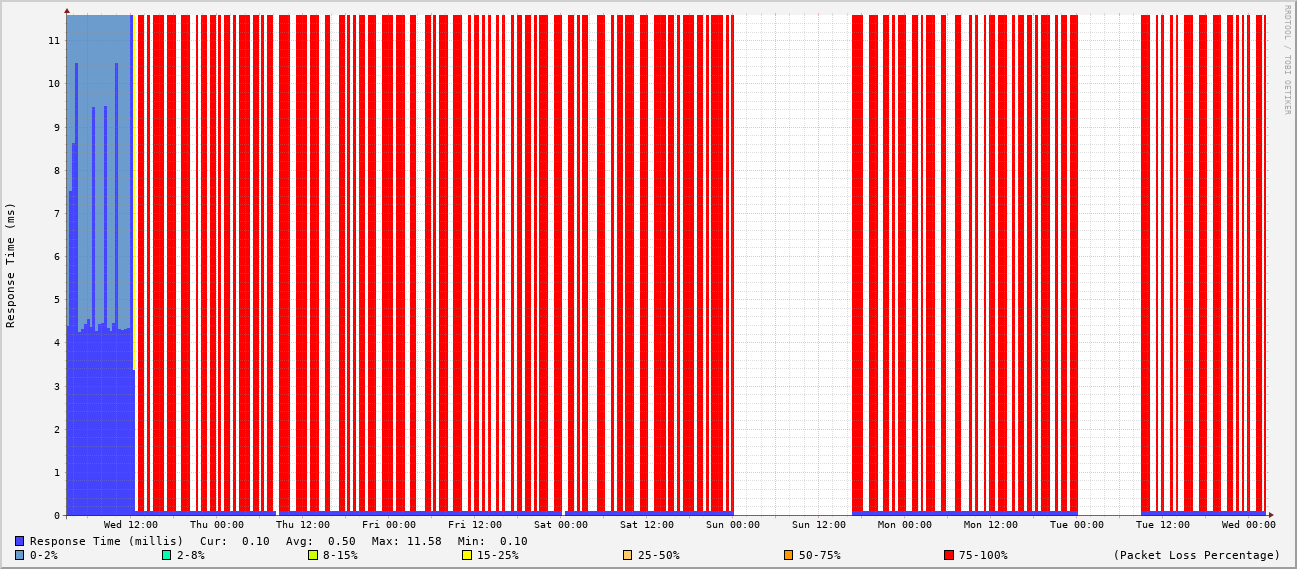 RRDTOOL / TOBI OETIKER
Response Time (ms)
11
10
9
8
7
6
5
4
3
2
1
0
Wed 12:00 Thu 00:00 Thu 12:00 Fri 00:00 Fri 12:00 Sat 00:00 Sat 12:00 Sun 00:00 Sun 12:00 Mon 00:00 Mon 12:00 Tue 00:00 Tue 12:00 Wed 00:00
Response Time (millis) Cur: 0.10 Avg: 0.50 Max: 11.58 Min: 0.10
0-2% 2-8% 8-15% 15-25% 25-50% 50-75% 75-100% (Packet Loss Percentage)